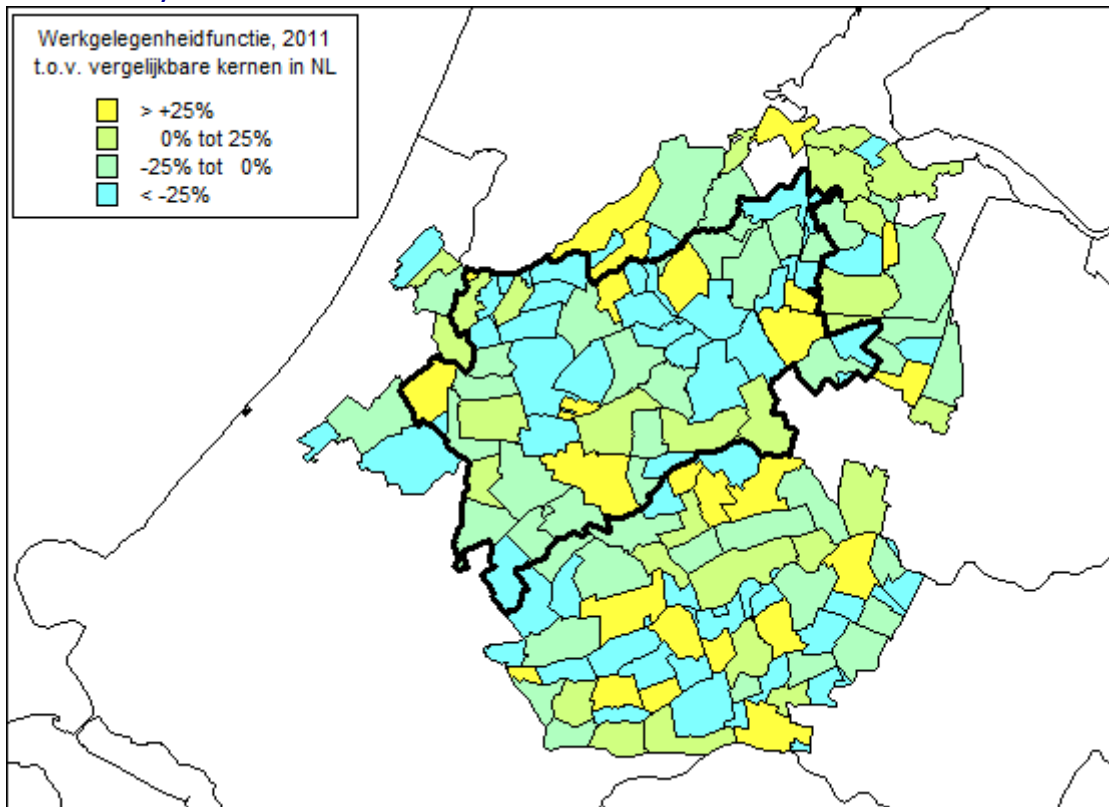 Werkgelegenheidfunctie, 2011
t.o.v. vergelijkbare kernen in NL
> +25%
0% tot 25%
-25% tot 0%
< -25%